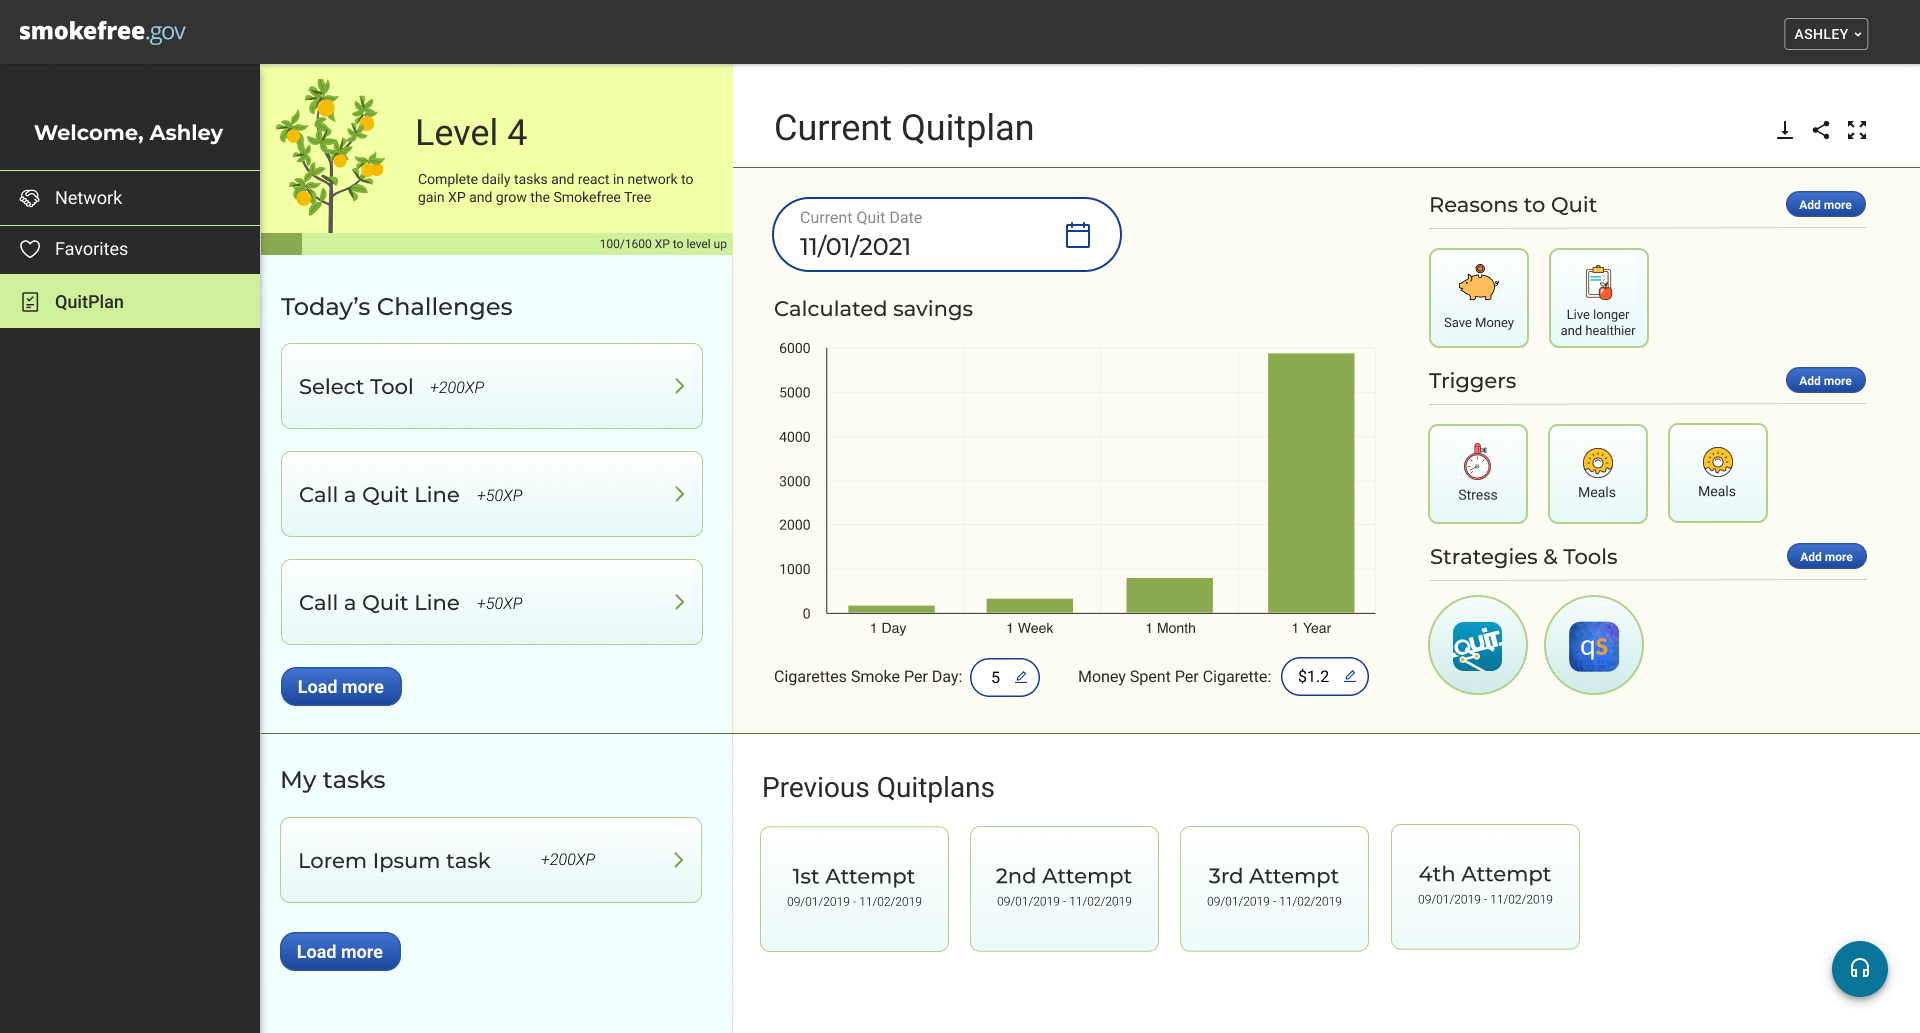 smokefree.gov
ASHLEY
Welcome, Ashley
Network
Favorites
QuitPlan
Level 4
Complete daily tasks and react in network to
gain XP and grow the Smokefree Tree
100/1600 XP to level up
Today’s Challenges
Select Tool +200XP
Call a Quit Line +50XP
Call a Quit Line +50XP
Load more
My tasks
Lorem Ipsum task +200XP
Load more
Current Quitplan
Current Quit Date
11/01/2021
Calculated savings
6000
5000
4000
3000
2000
1000
0
1 Day 1 Week 1 Month 1 Year
Cigarettes Smoke Per Day: 5 Money Spent Per Cigarette: $1.2
Reasons to Quit Add more
Save Money
Live longer
and healthier
Triggers Add more
Stress Meals Meals
Strategies & Tools Add more
QUIT qs
Previous Quitplans
1st Attempt
09/01/2019 - 11/02/2019
2nd Attempt
09/01/2019 - 11/02/2019
3rd Attempt
09/01/2019 - 11/02/2019
4th Attempt
09/01/2019 - 11/02/2019